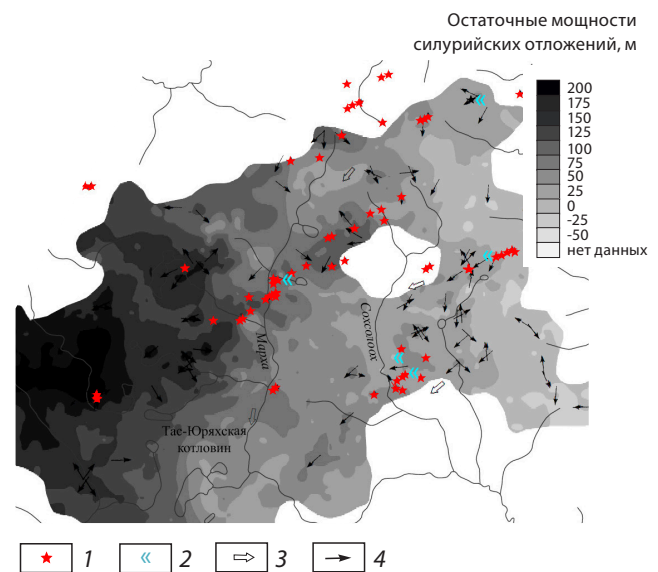 Остаточные мощности
силурийских отложений, м
200
175
150
125
100
75
50
25
0
-25
-50
нет данных
Марха
Сохсолоох
Тае-Юряхская
котловин
1
2
3
4